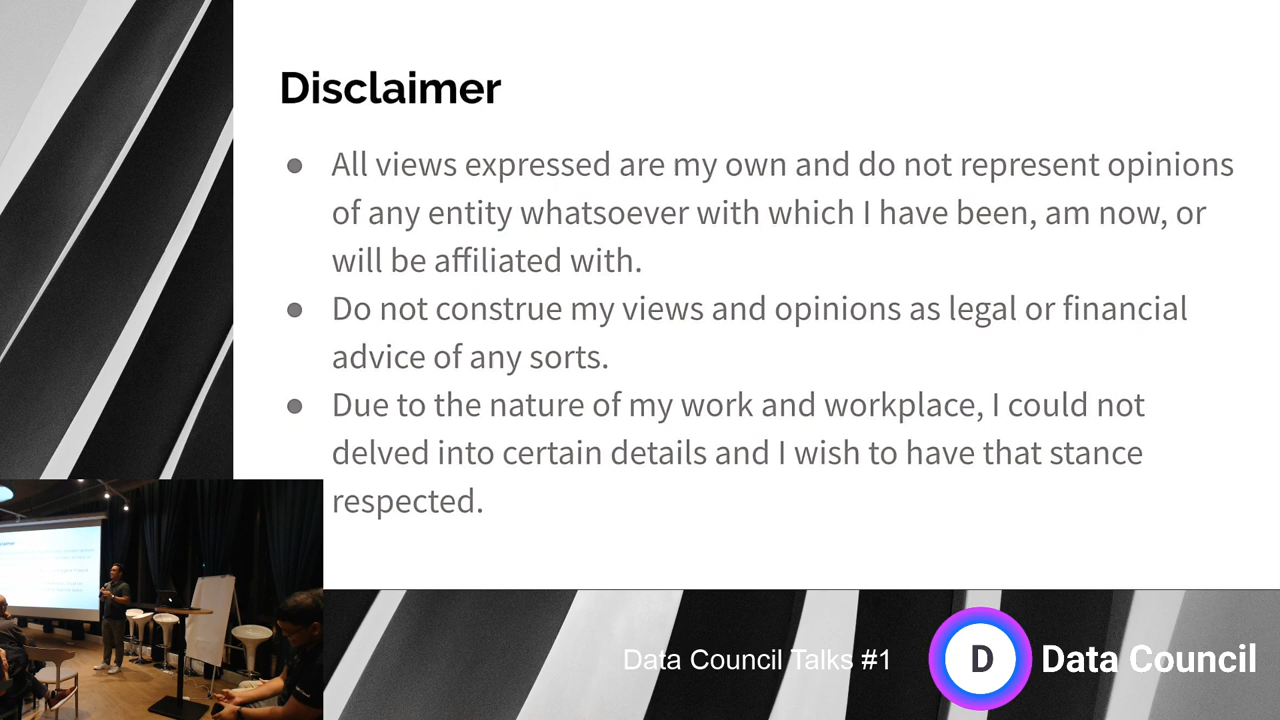 Disclaimer
● All views expressed are my own and do not represent opinions
of any entity whatsoever with which I have been, am now, or
will be affiliated with.
● Do not construe my views and opinions as legal or financial
advice of any sorts.
● Due to the nature of my work and workplace, I could not
delved into certain details and I wish to have that stance
respected.
Data Council Talks #1
D Data Council